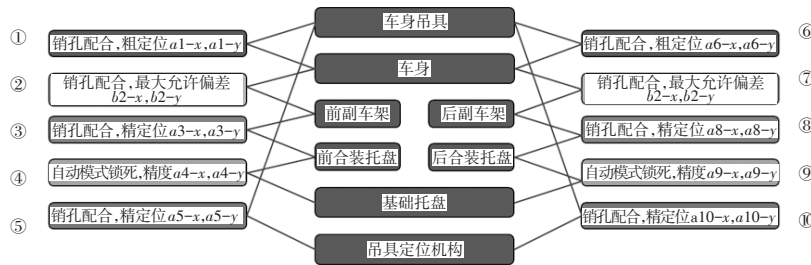 车身吊具
①
销孔配合,粗定位a1-x,a1-y
销孔配合,粗定位a6-x,a6-y
⑥
车身
②
销孔配合,最大允许偏差
b2-x,b2-y
销孔配合,最大允许偏差
b2-x,b2-y
⑦
前副车架
后副车架
③
销孔配合,精定位a3-x,a3-y
销孔配合,精定位a8-x,a8-y
⑧
前合装托盘
后合装托盘
④
自动模式锁死,精度a4-x,a4-y
自动模式锁死,精度a9-x,a9-y
⑨
基础托盘
⑤
销孔配合,精定位a5-x,a5-y
销孔配合,精定位a10-x,a10-y
⑩
吊具定位机构